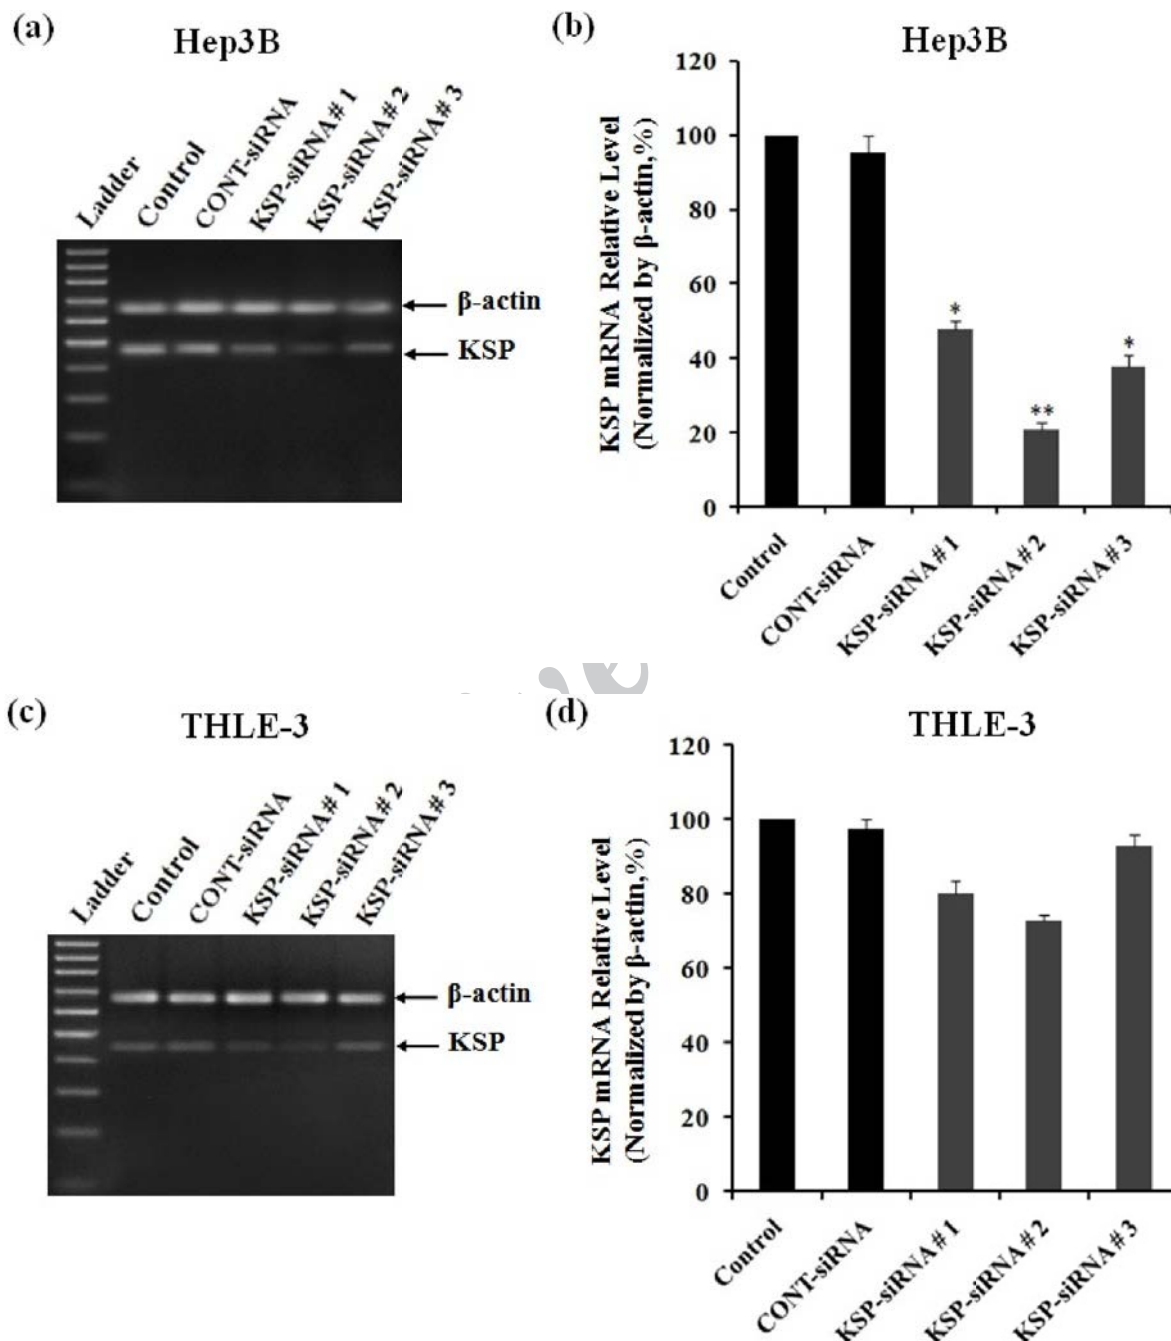 (a)
Hep3B
Ladder
Control
CONT-siRNA
KSP-siRNA#1
KSP-siRNA#2
KSP-siRNA#3
β-actin
KSP
(b)
Hep3B
KSP mRNA Relative Level
(Normalized by β-actin,%)
120
100
80
60
40
20
0
*
**
*
Control
CONT-siRNA
KSP-siRNA#1
KSP-siRNA#2
KSP-siRNA#3
(c)
THLE-3
Ladder
Control
CONT-siRNA
KSP-siRNA#1
KSP-siRNA#2
KSP-siRNA#3
β-actin
KSP
(d)
THLE-3
KSP mRNA Relative Level
(Normalized by β-actin,%)
120
100
80
60
40
20
0
Control
CONT-siRNA
KSP-siRNA#1
KSP-siRNA#2
KSP-siRNA#3